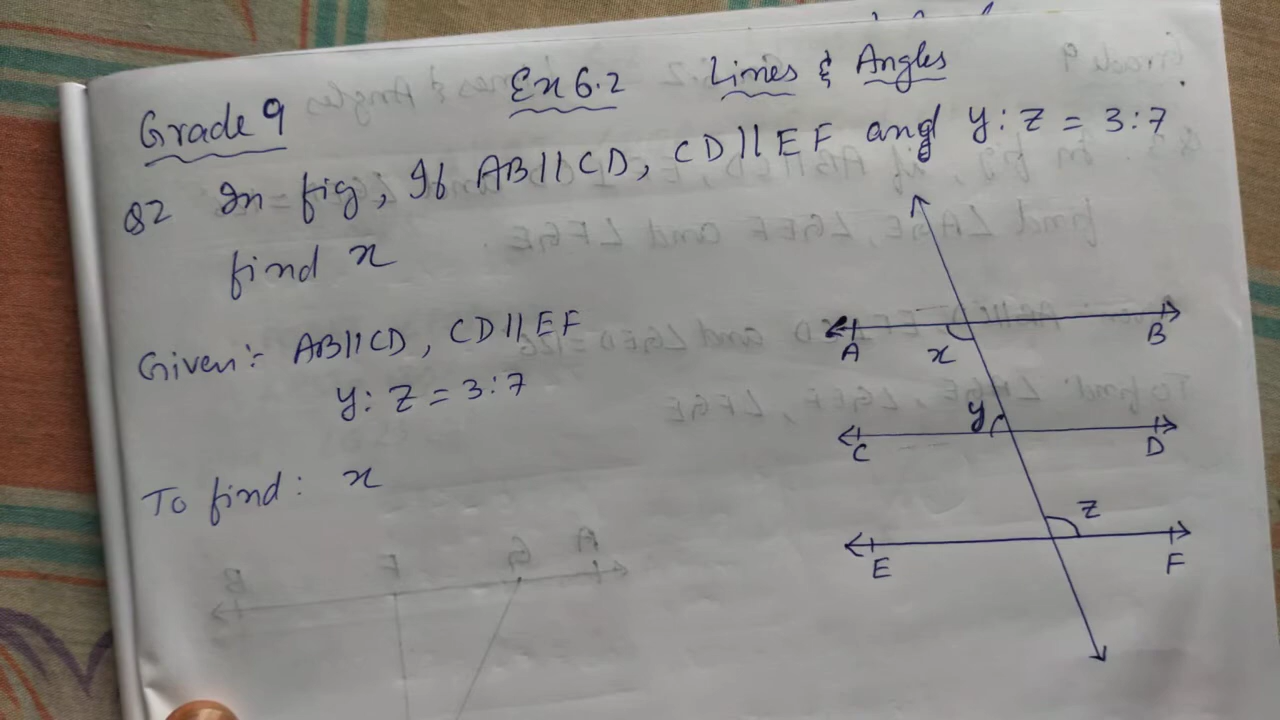 Grade 9 Ex 6.2 Lines & Angles
Q2 In fig, If AB||CD, CD||EF and y:z = 3:7
find x
Given:- AB||CD, CD||EF
y:z = 3:7
To find: x
A B
x
y
C D
z
E F